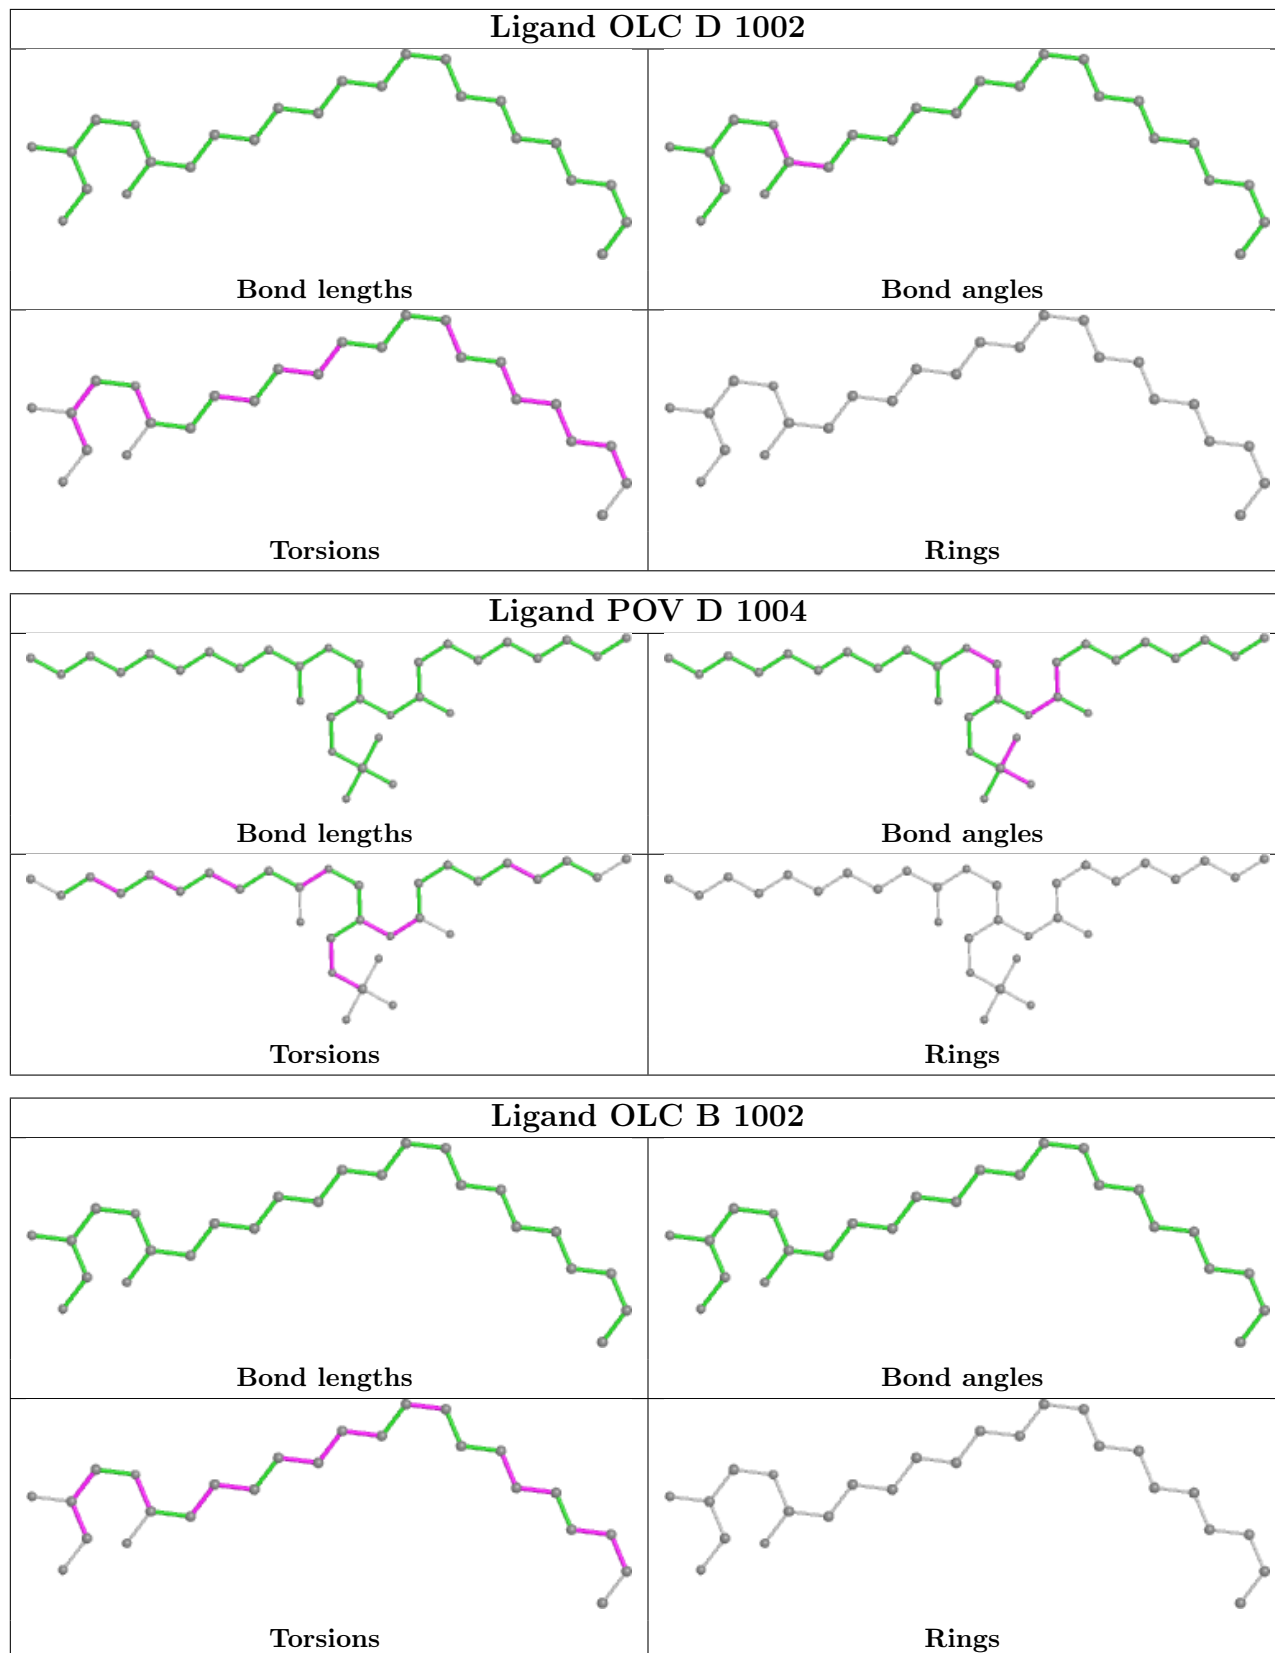 Ligand OLC D 1002
Bond lengths
Bond angles
Torsions
Rings
Ligand POV D 1004
Bond lengths
Bond angles
Torsions
Rings
Ligand OLC B 1002
Bond lengths
Bond angles
Torsions
Rings